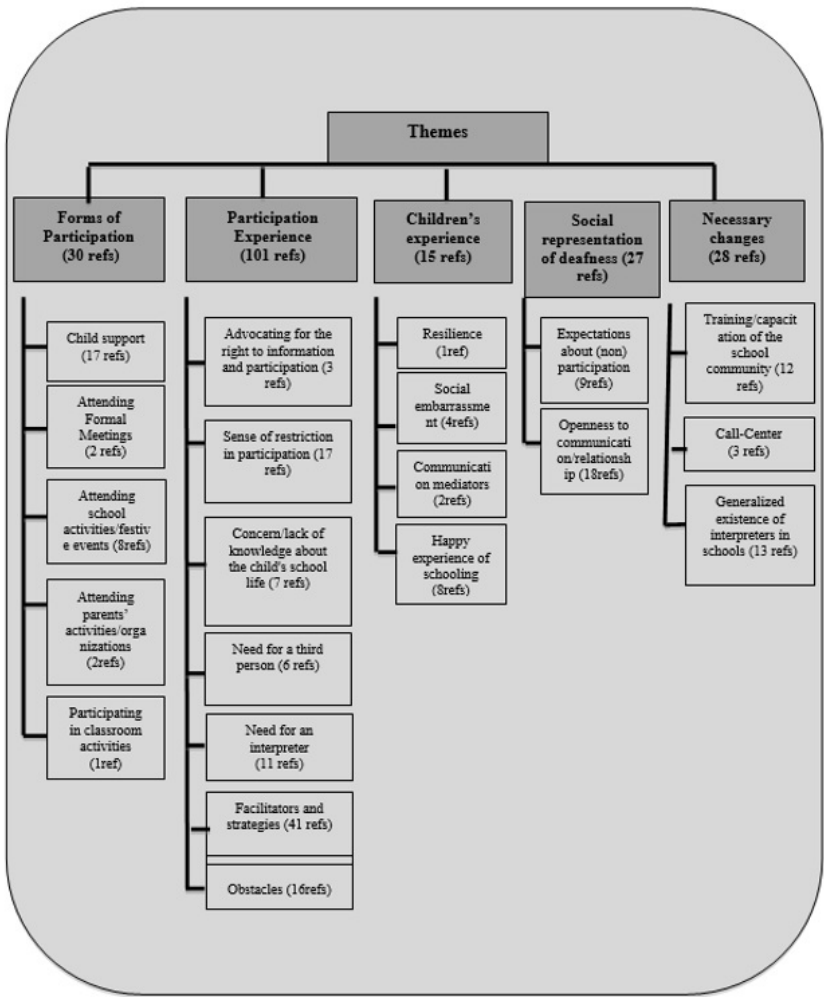 Themes
Forms of
Participation
(30 refs)
Child support
(17 refs)
Attending
Formal
Meetings
(2 refs)
Attending
school
activities/festiv
e events (8refs)
Attending
parents'
activities/orga
nizations
(2refs)
Participating
in classroom
activities
(1ref)
Participation
Experience
(101 refs)
Advocating for the
right to information
and participation (3
refs)
Sense of restriction
in participation (17
refs)
Concern/lack of
knowledge about
the child's school
life (7 refs)
Need for a third
person (6 refs)
Need for an
interpreter
(11 refs)
Facilitators and
strategies (41 refs)
Obstacles (16refs)
Children's
experience
(15 refs)
Resilience
(1ref)
Social
embarrassme
nt (4refs)
Communicati
on mediators
(2refs)
Happy
experience of
schooling
(8refs)
Social
representation
of deafness (27
refs)
Expectations
about (non)
participation
(9refs)
Openness to
communicati
on/relationsh
ip (18refs)
Necessary
changes
(28 refs)
Training/capacit
ation of the
school
community (12
refs)
Call-Center
(3 refs)
Generalized
existence of
interpreters in
schools (13 refs)